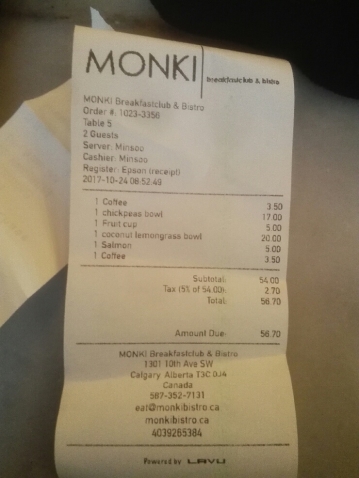 MONKI
breakfastclub & bistro
MONKI Breakfastclub & Bistro
Order #: 1023-3356
Table 5
2 Guests
Server: Minsoo
Cashier: Minsoo
Register: Epson (receipt)
2017-10-24 08:52:49
1 Coffee 3.50
1 chickpeas bowl 17.00
1 Fruit cup 5.00
1 coconut lemongrass bowl 20.00
1 Salmon 5.00
1 Coffee 3.50
Subtotal: 54.00
Tax (5% of 54.00): 2.70
Total: 56.70
Amount Due: 56.70
MONKI Breakfastclub & Bistro
1301 10th Ave SW
Calgary Alberta T3C 0J4
Canada
587-352-7131
eat@monkibistro.ca
monkibistro.ca
4039265384
Powered by LAVU